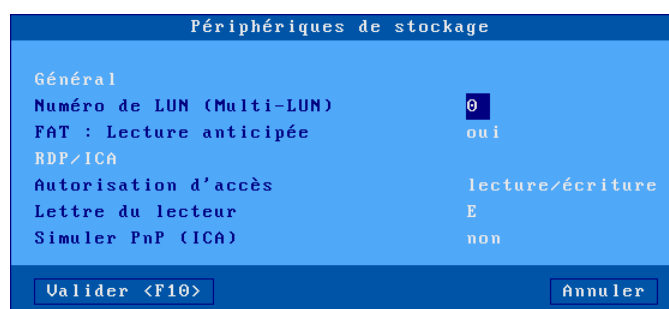 Périphériques de stockage
Général
Numéro de LUN (Multi-LUN) 0
FAT : Lecture anticipée oui
RDP/ICA
Autorisation d'accès lecture/écriture
Lettre du lecteur E
Simuler PnP (ICA) non
Valider <F10> Annuler